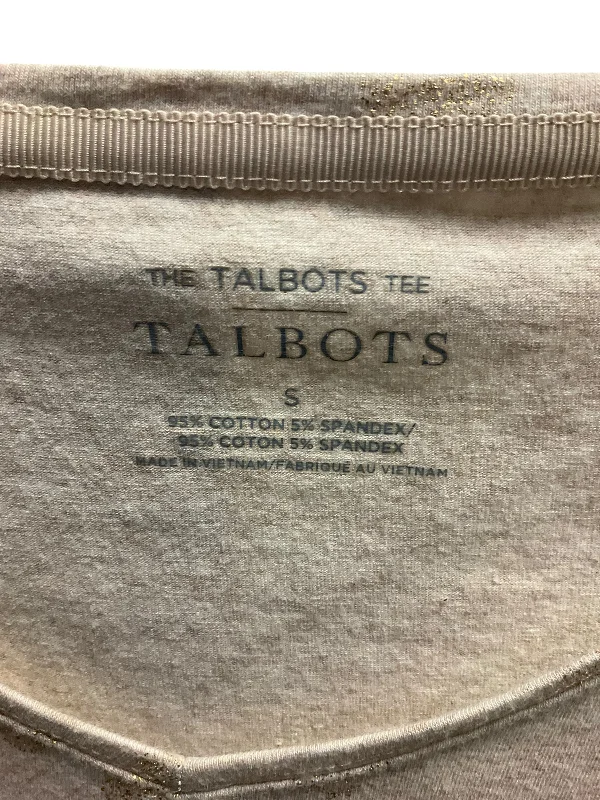 THE TALBOTS TEE
TALBOTS
S
95% COTTON 5% SPANDEX/
95% COTON 5% SPANDEX
MADE IN VIETNAM/FABRIQUÉ AU VIETNAM